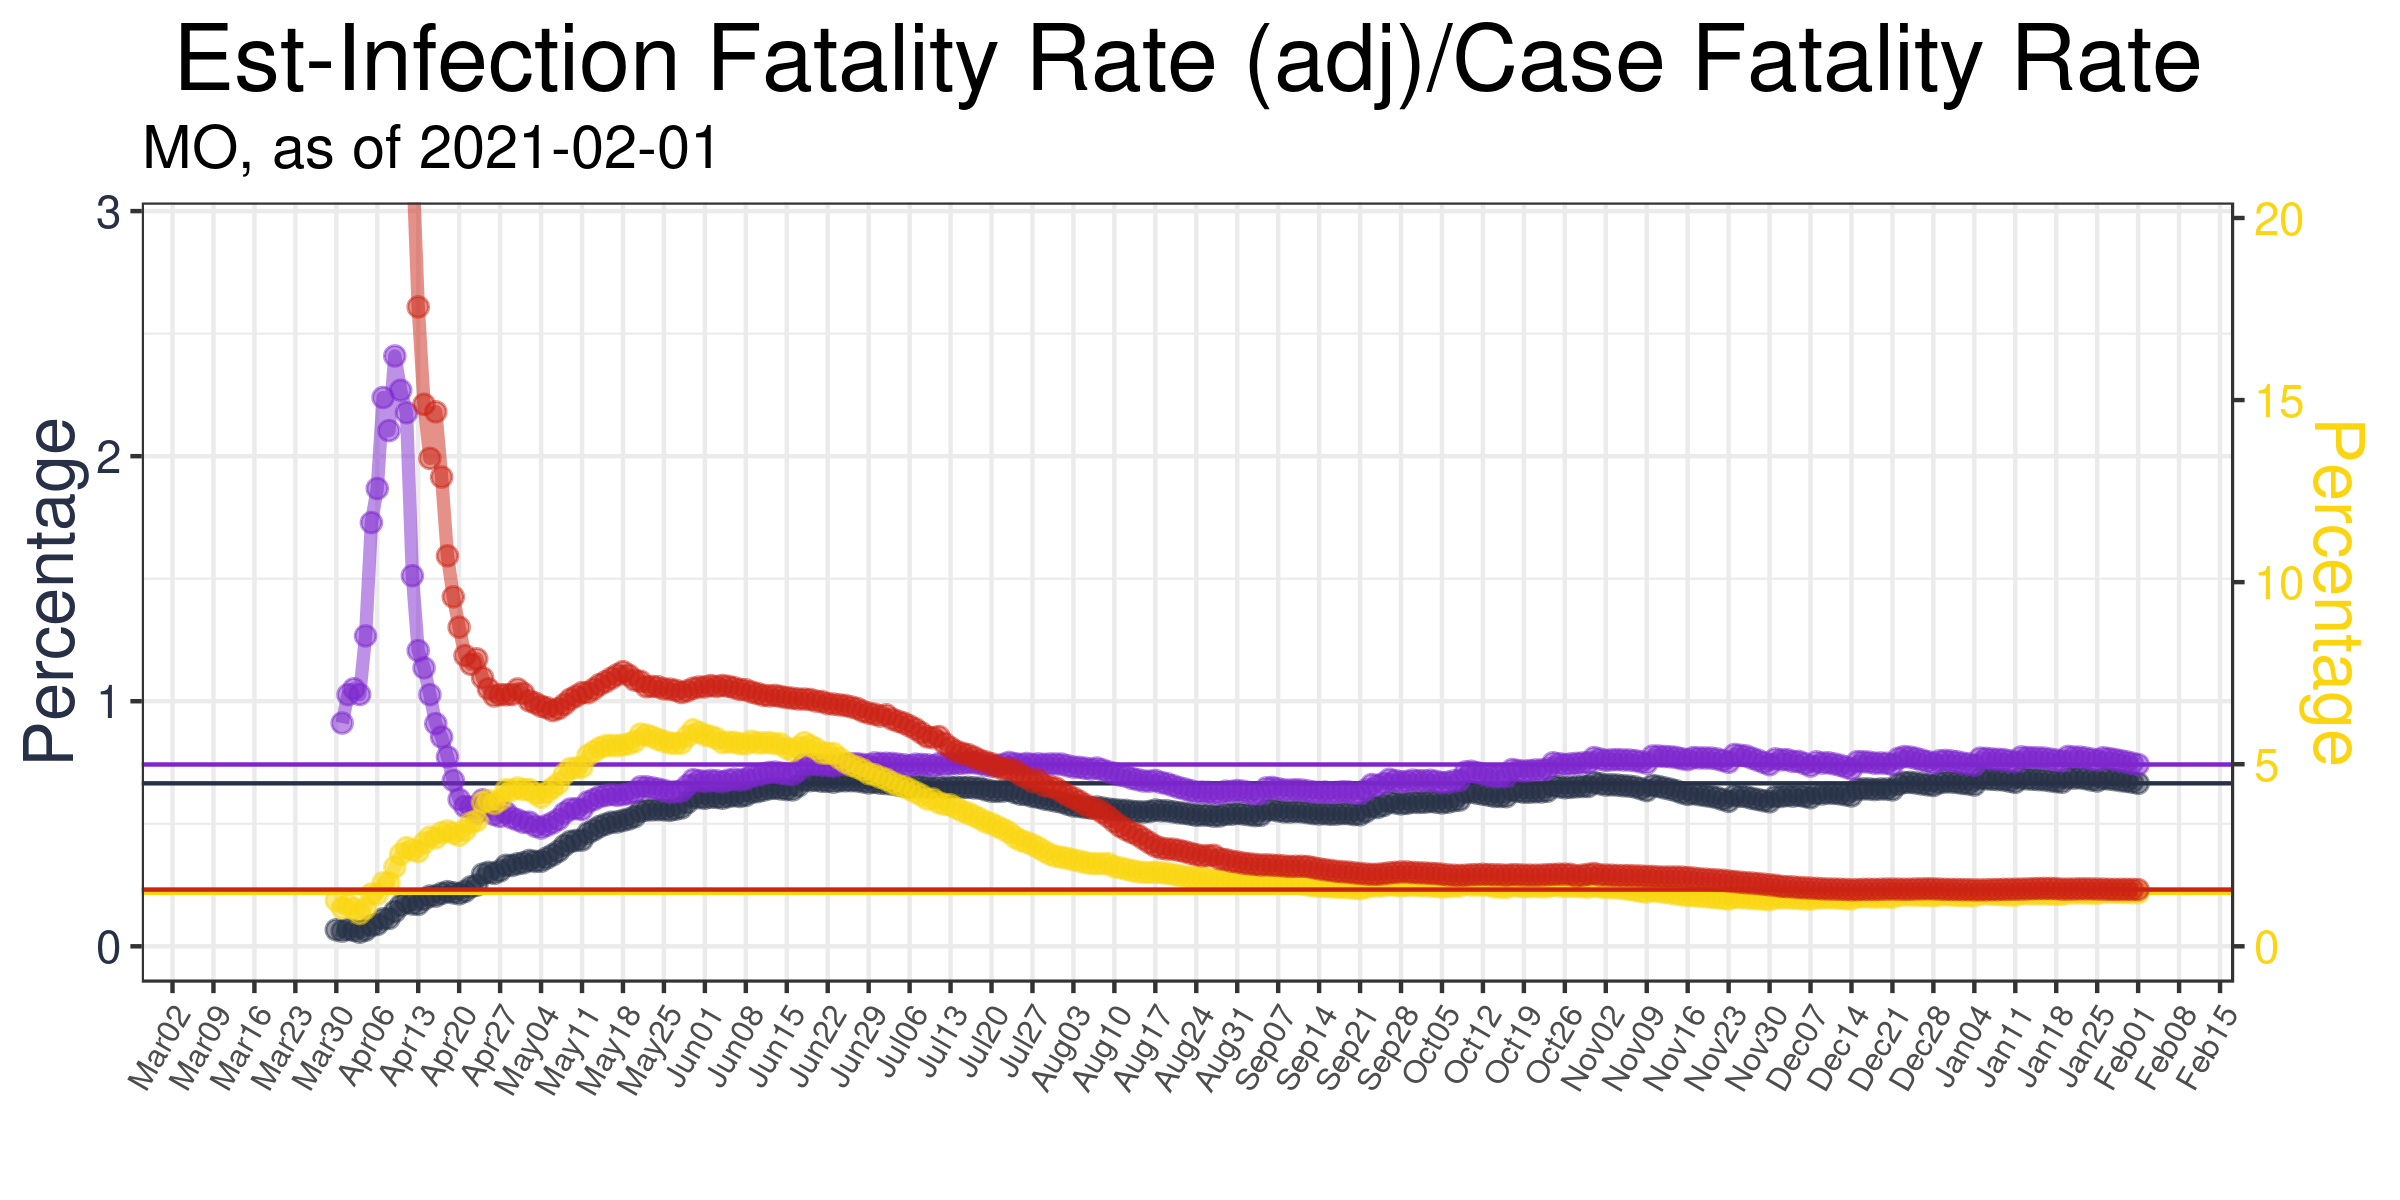 Est-Infection Fatality Rate (adj)/Case Fatality Rate
MO, as of 2021-02-01
Percentage
3
2
1
0
20
15
10
5
0
Percentage
Mar02
Mar09
Mar16
Mar23
Mar30
Apr06
Apr13
Apr20
Apr27
May04
May11
May18
May25
Jun01
Jun08
Jun15
Jun22
Jun29
Jul06
Jul13
Jul20
Jul27
Aug03
Aug10
Aug17
Aug24
Aug31
Sep07
Sep14
Sep21
Sep28
Oct05
Oct12
Oct19
Oct26
Nov02
Nov09
Nov16
Nov23
Nov30
Dec07
Dec14
Dec21
Dec28
Jan04
Jan11
Jan18
Jan25
Feb01
Feb08
Feb15